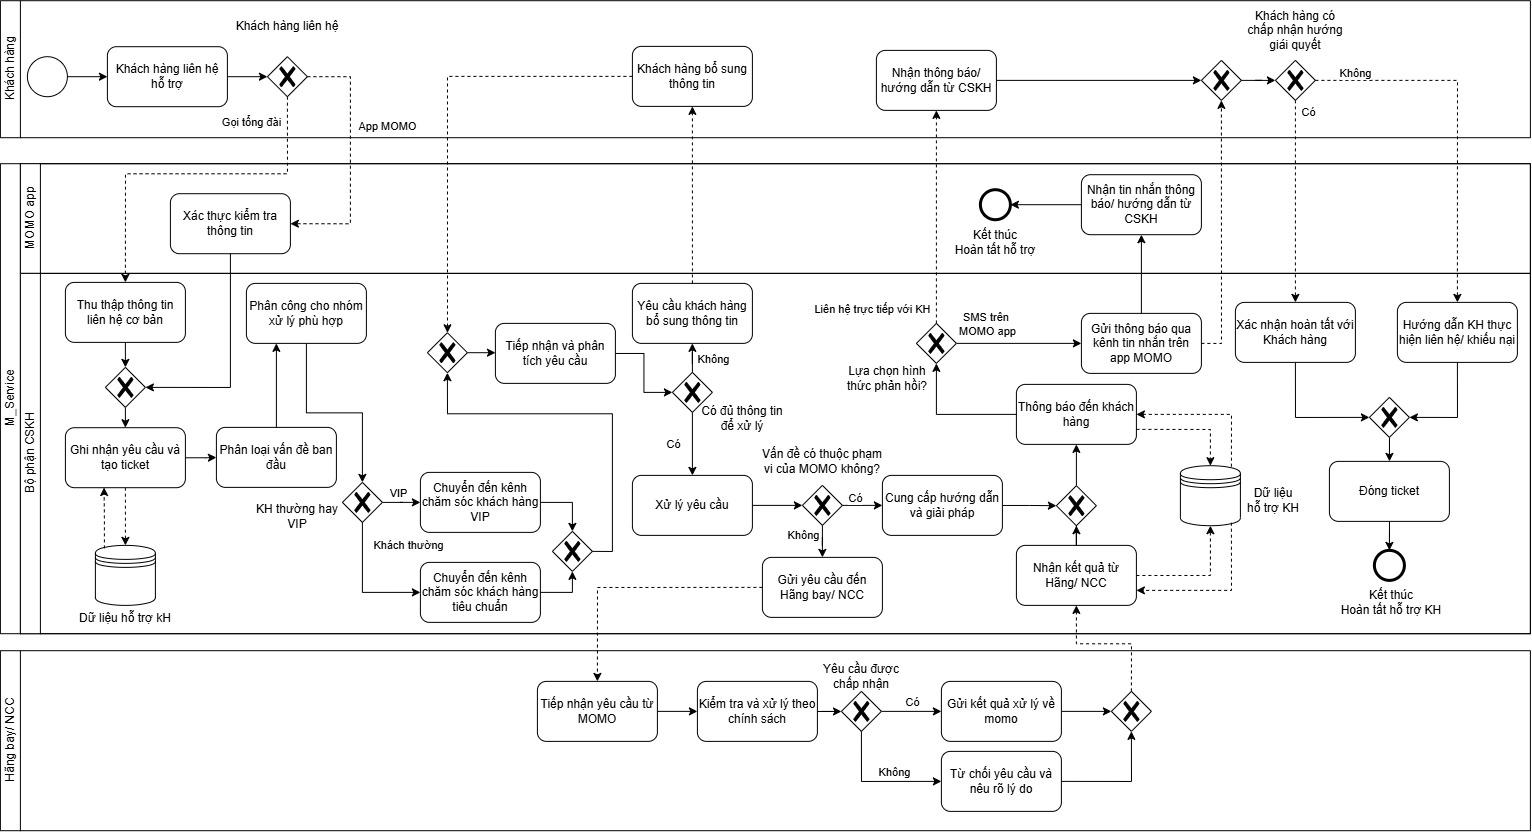 Khách hàng
Khách hàng liên hệ
hỗ trợ
Khách hàng liên hệ
Gọi tổng đài
App MOMO
Khách hàng bổ sung
thông tin
Nhận thông báo/
hướng dẫn từ CSKH
Khách hàng có
chấp nhận hướng
giải quyết
Không
Có
M_Service
MOMO app
Xác thực kiểm tra
thông tin
Kết thúc
Hoàn tất hỗ trợ
Nhận tin nhắn thông
báo/ hướng dẫn từ
CSKH
Bộ phận CSKH
Thu thập thông tin
liên hệ cơ bản
Ghi nhận yêu cầu và
tạo ticket
Dữ liệu hỗ trợ kH
Phân công cho nhóm
xử lý phù hợp
Phân loại vấn đề ban
đầu
KH thường hay
VIP
VIP
Khách thường
Chuyển đến kênh
chăm sóc khách hàng
VIP
Chuyển đến kênh
chăm sóc khách hàng
tiêu chuẩn
Tiếp nhận và phân
tích yêu cầu
Yêu cầu khách hàng
bổ sung thông tin
Không
Có đủ thông tin
để xử lý
Có
Xử lý yêu cầu
Vấn đề có thuộc phạm
vi của MOMO không?
Có
Không
Cung cấp hướng dẫn
và giải pháp
Gửi yêu cầu đến
Hãng bay/ NCC
Liên hệ trực tiếp với KH
SMS trên
MOMO app
Lựa chọn hình
thức phản hồi?
Gửi thông báo qua
kênh tin nhắn trên
app MOMO
Thông báo đến khách
hàng
Nhận kết quả từ
Hãng/ NCC
Dữ liệu
hỗ trợ KH
Xác nhận hoàn tất với
Khách hàng
Hướng dẫn KH thực
hiện liên hệ/ khiếu nại
Đóng ticket
Kết thúc
Hoàn tất hỗ trợ KH
Hãng bay/ NCC
Tiếp nhận yêu cầu từ
MOMO
Kiểm tra và xử lý theo
chính sách
Yêu cầu được
chấp nhận
Có
Không
Gửi kết quả xử lý về
momo
Từ chối yêu cầu và
nêu rõ lý do